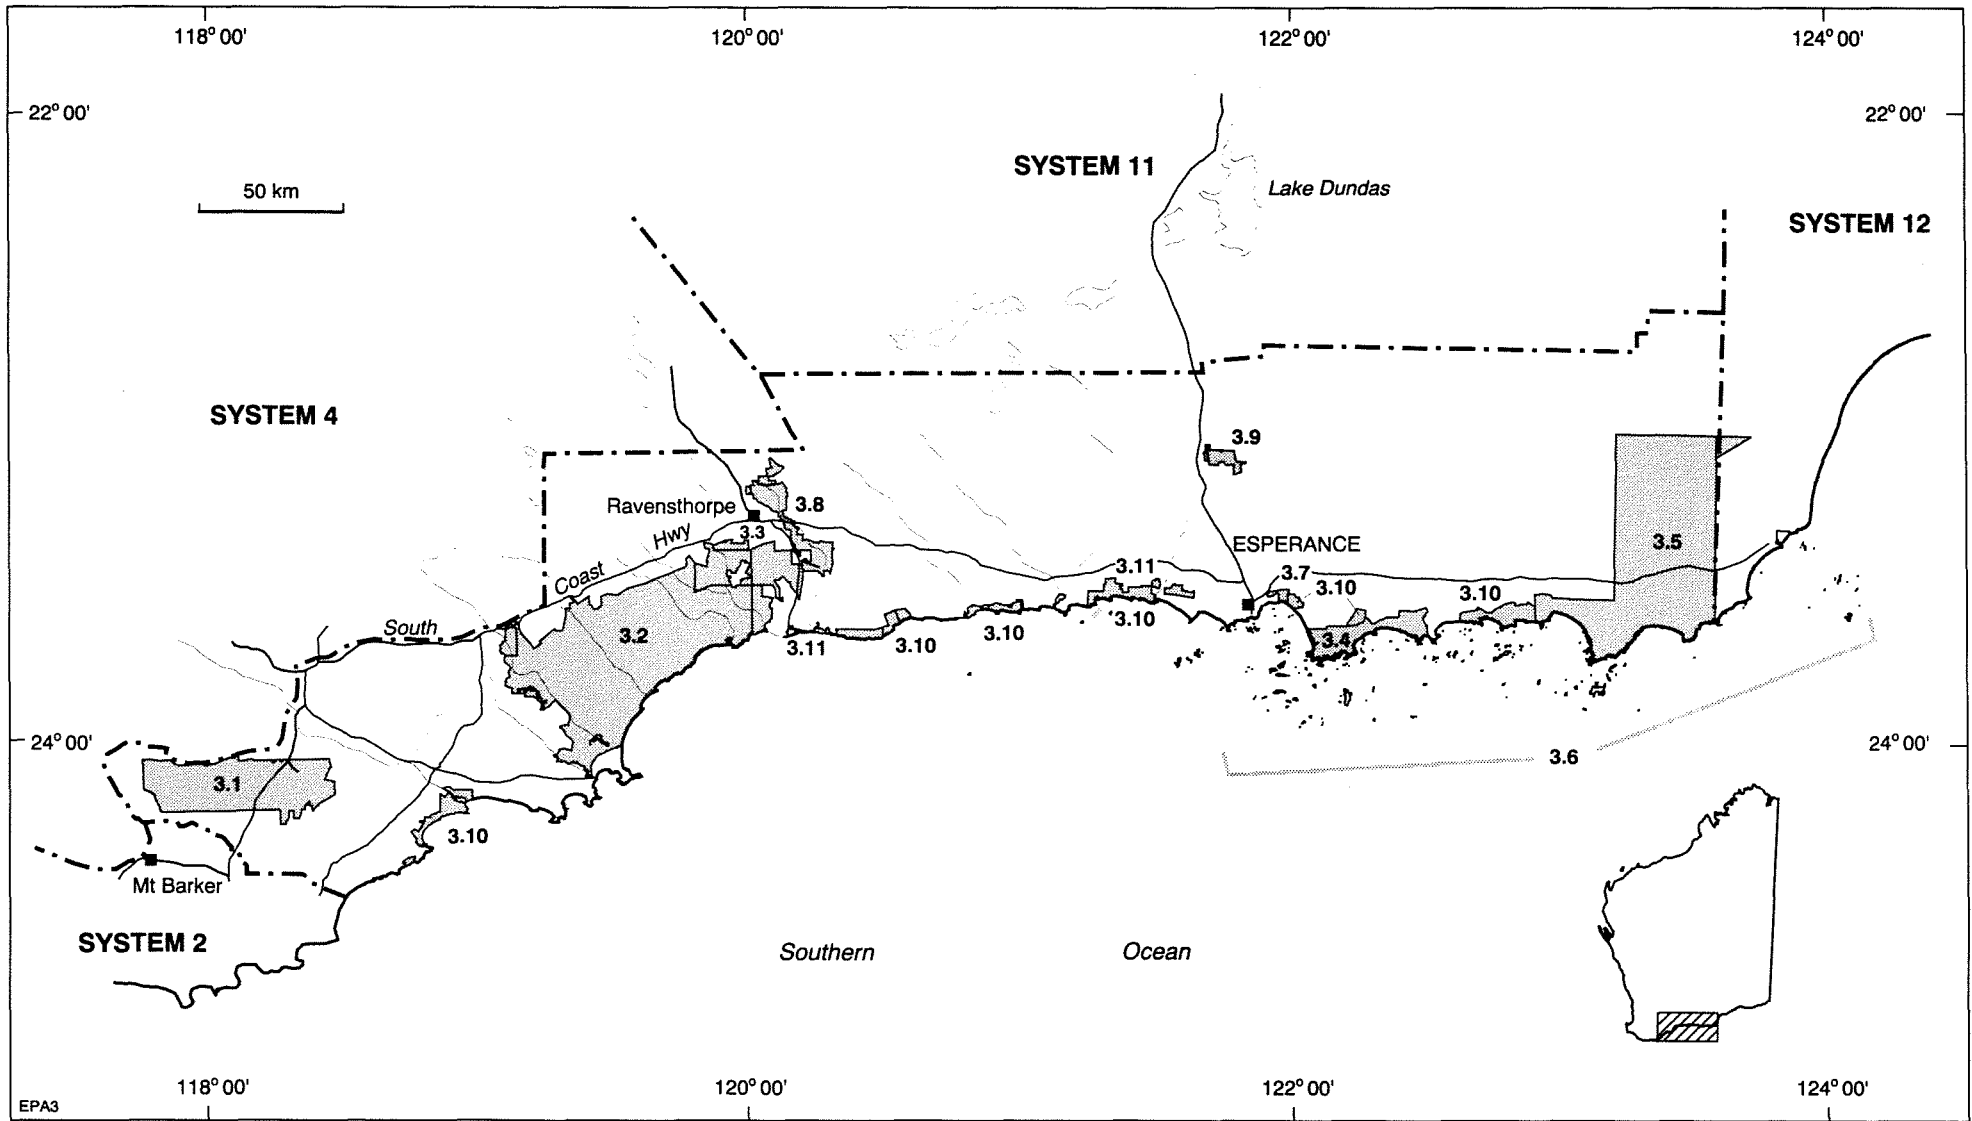 118° 00'
120° 00'
122° 00'
124° 00'
22° 00'
22° 00'
SYSTEM 11
50 km
Lake Dundas
SYSTEM 12
SYSTEM 4
3.9
Ravensthorpe
3.8
3.3
Hwy
Coast
South
ESPERANCE
3.5
3.11
3.7
3.10
3.10
3.2
3.11
3.10
3.10
3.10
3.4
24° 00'
24° 00'
3.6
3.1
3.10
Mt Barker
SYSTEM 2
Southern Ocean
118° 00'
120° 00'
122° 00'
124° 00'
EPA3